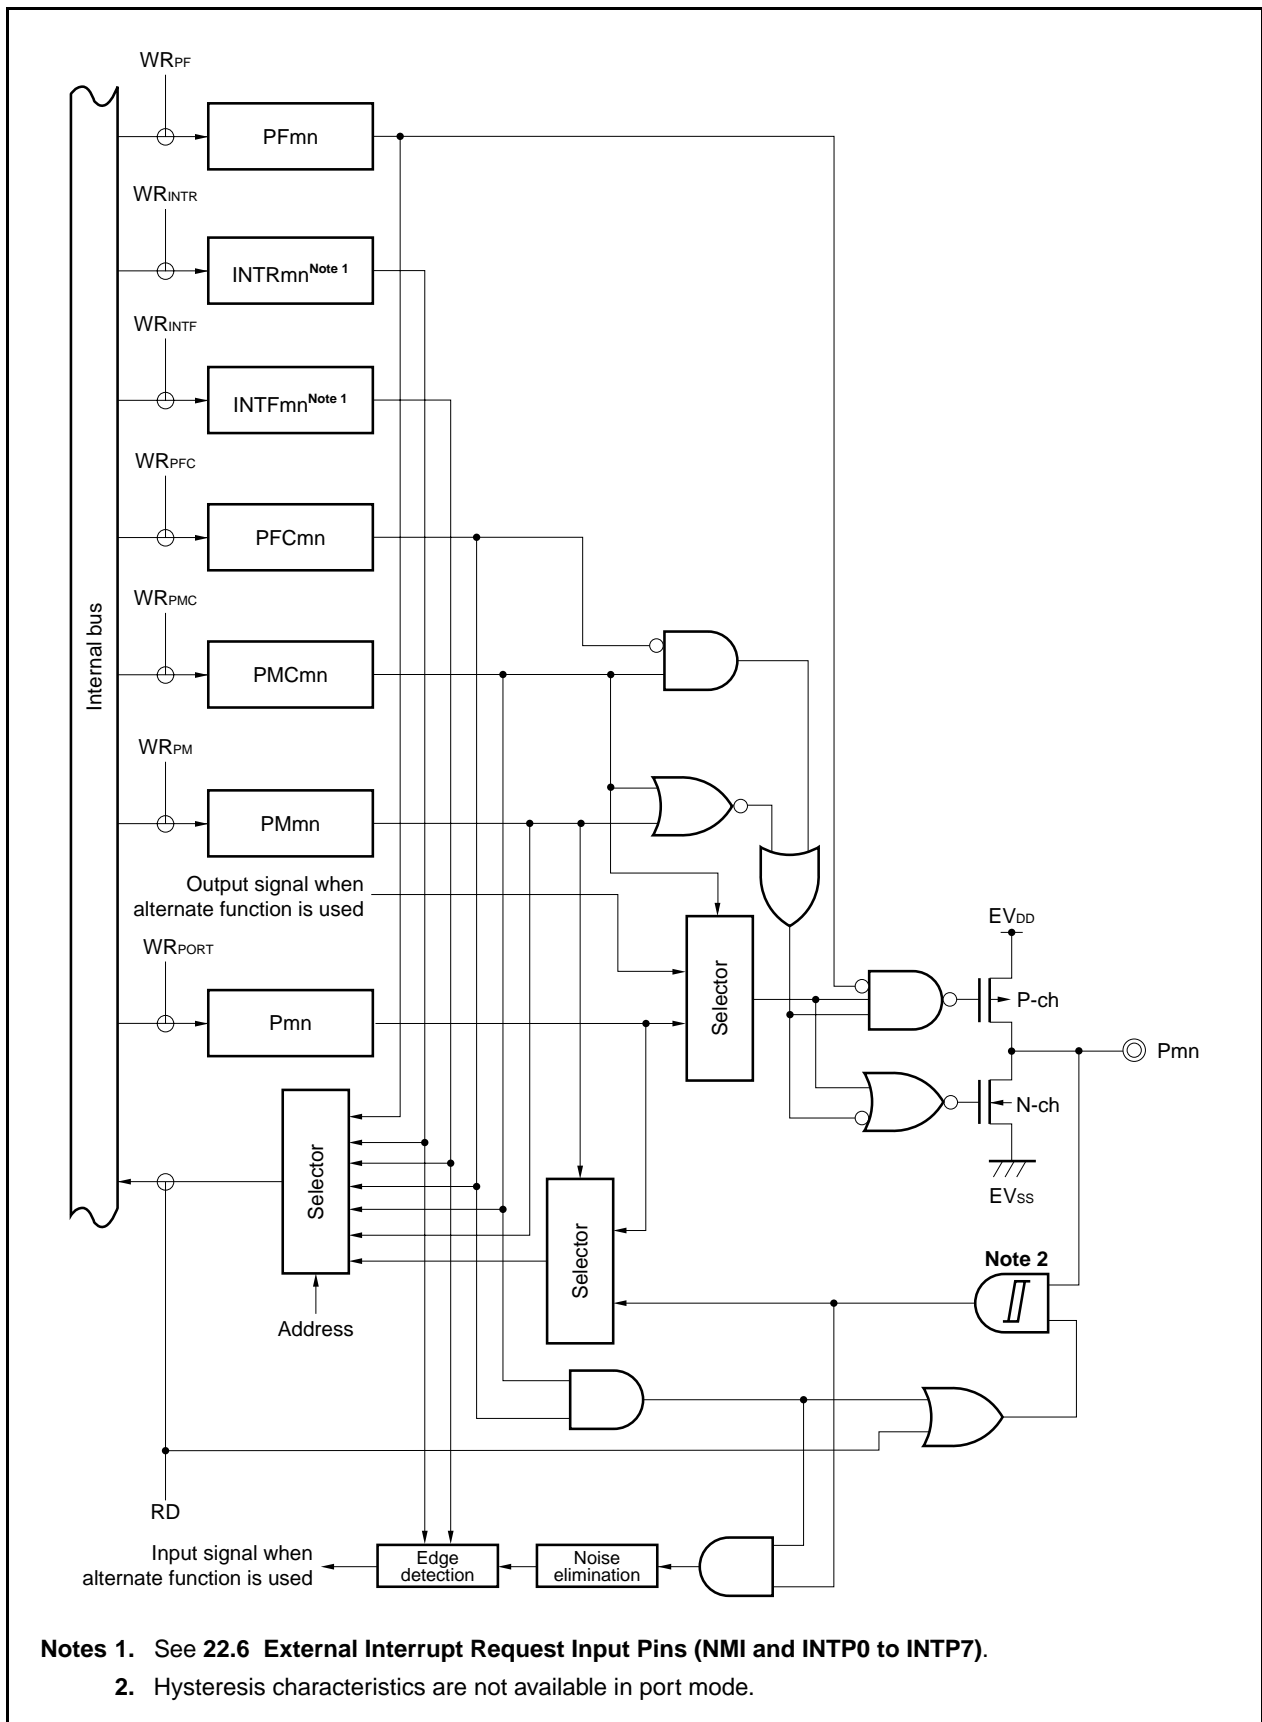 WRPF
PFmn
WRINTR
INTRmnNote 1
WRINTF
INTFmnNote 1
WRPFC
PFCmn
WRPMC
Internal bus
PMCmn
WRPM
PMmn
Output signal when
alternate function is used
WRPORT
Pmn
Selector
EVDD
P-ch
Pmn
N-ch
EVSS
Selector
Selector
Note 2
Address
RD
Input signal when
alternate function is used
Edge
detection
Noise
elimination
Notes 1. See 22.6 External Interrupt Request Input Pins (NMI and INTP0 to INTP7).
2. Hysteresis characteristics are not available in port mode.